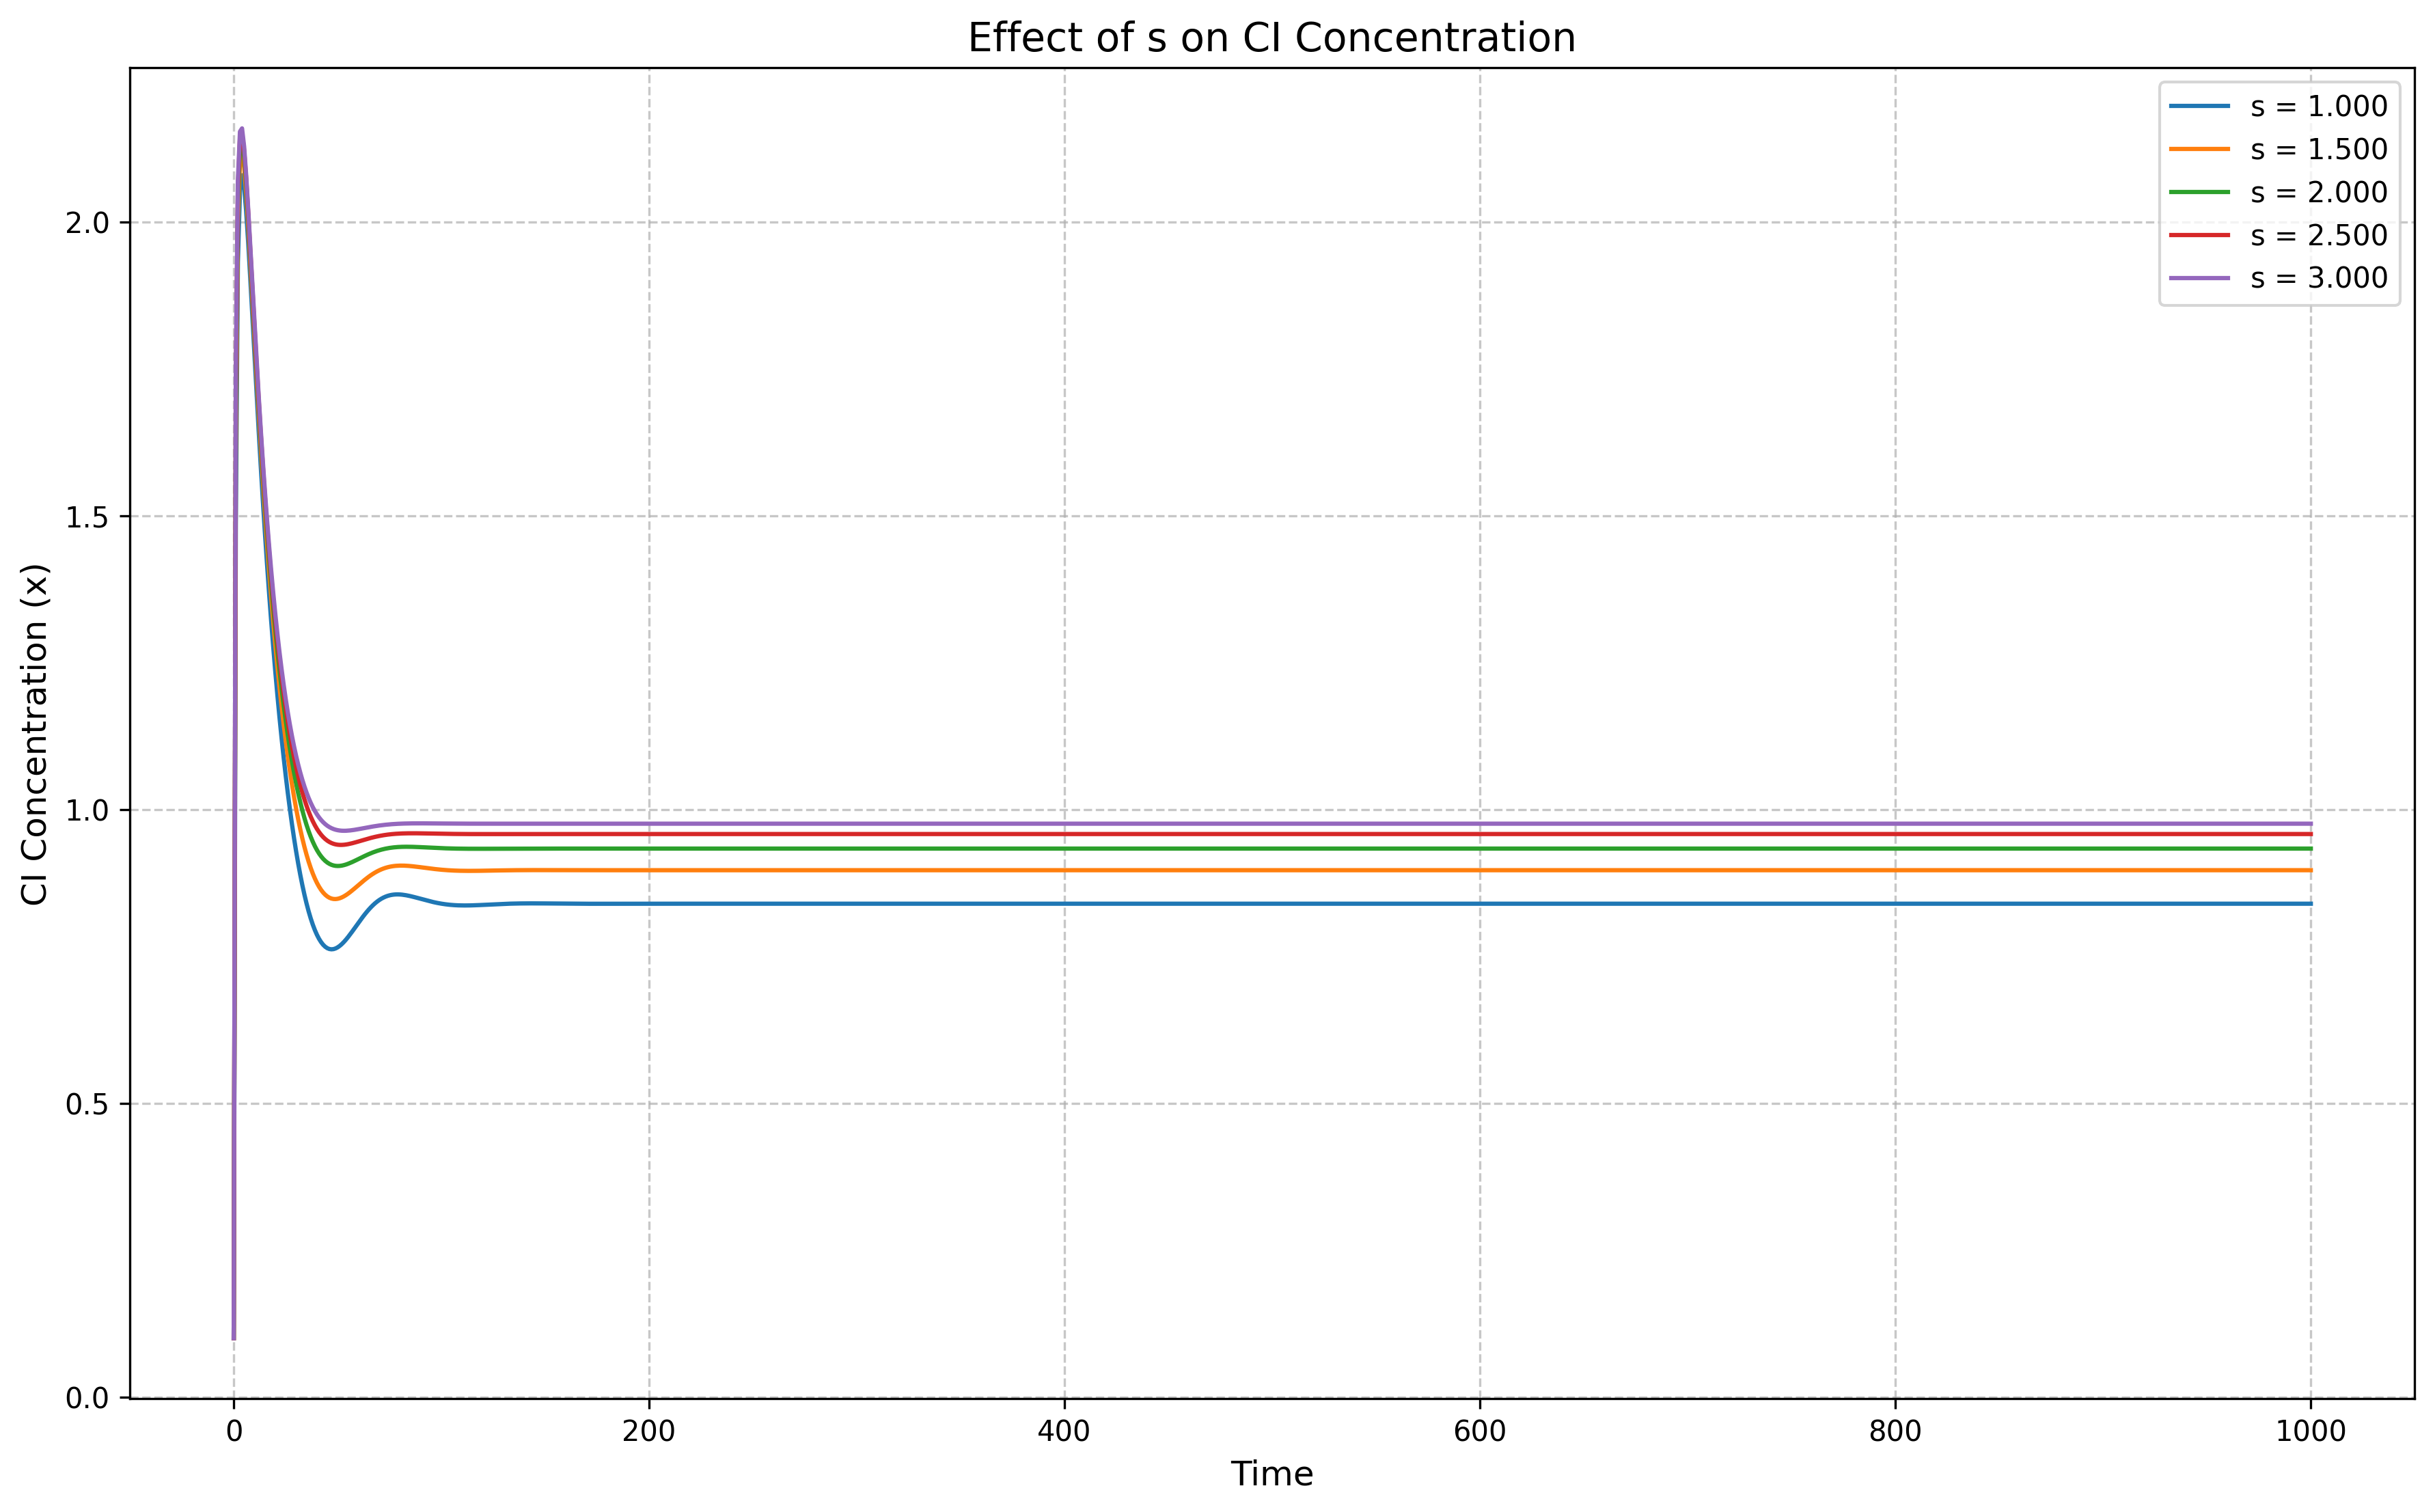 Effect of s on CI Concentration
s = 1.000
s = 1.500
s = 2.000
s = 2.500
s = 3.000
CI Concentration (x)
2.0
1.5
1.0
0.5
0.0
0 200 400 600 800 1000
Time